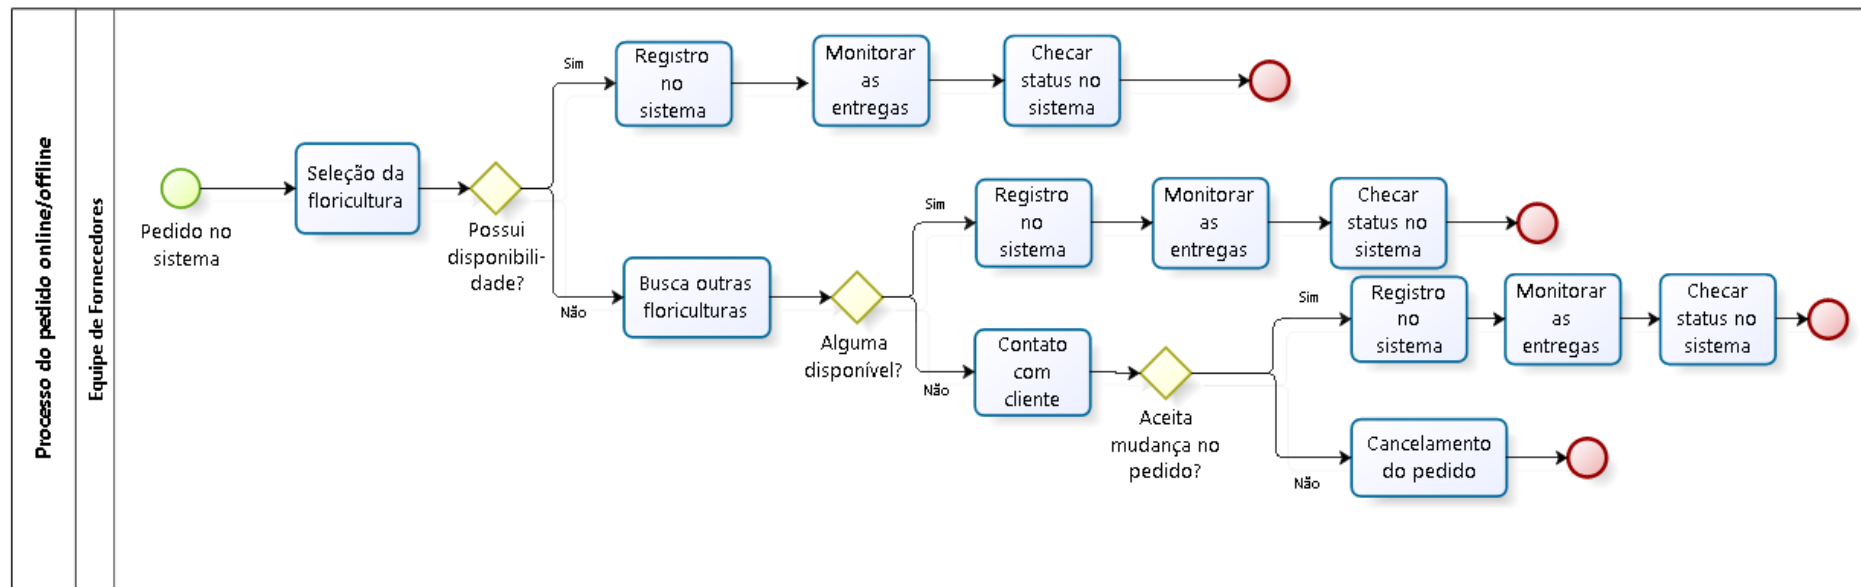 Processo do pedido online/offline
Equipe de Fornecedores
Pedido no
sistema
Seleção da
floricultura
Possui
disponibili-
dade?
Sim
Registro
no
sistema
Monitorar
as
entregas
Checar
status no
sistema
Não
Busca outras
floriculturas
Alguma
disponível?
Sim
Registro
no
sistema
Monitorar
as
entregas
Checar
status no
sistema
Não
Contato
com
cliente
Aceita
mudança no
pedido?
Sim
Registro
no
sistema
Monitorar
as
entregas
Checar
status no
sistema
Não
Cancelamento
do pedido